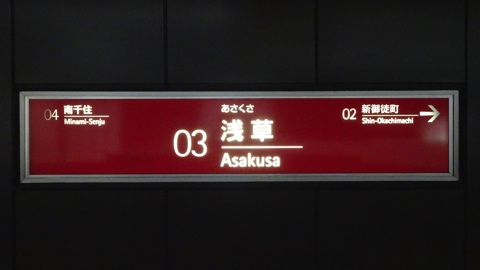 04 南千住
Minami-Senju
あさくさ
03 浅草
Asakusa
02 新御徒町
Shin-Okachimachi